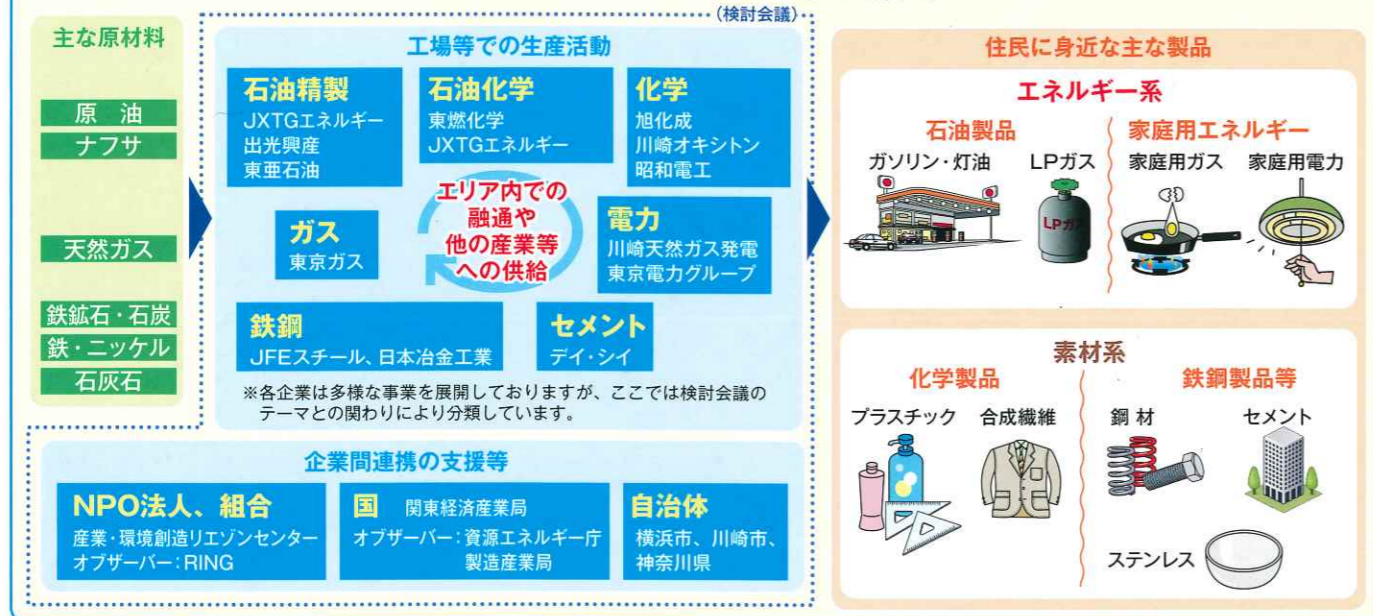 (検討会議)
主な原材料
原 油
ナフサ
天然ガス
鉄鉱石・石炭
鉄・ニッケル
石灰石
工場等での生産活動
石油精製
JXTGエネルギー
出光興産
東亜石油
石油化学
東燃化学
JXTGエネルギー
化学
旭化成
川崎オキシトン
昭和電工
エリア内での
融通や
他の産業等
への供給
ガス
東京ガス
電力
川崎天然ガス発電
東京電力グループ
鉄鋼
JFEスチール、日本冶金工業
セメント
デイ・シイ
※各企業は多様な事業を展開しておりますが、ここでは検討会議の
テーマとの関わりにより分類しています。
企業間連携の支援等
NPO法人、組合
産業・環境創造リエゾンセンター
オブザーバー:RING
国 関東経済産業局
オブザーバー:資源エネルギー庁
製造産業局
自治体
横浜市、川崎市、
神奈川県
住民に身近な主な製品
エネルギー系
石油製品
ガソリン・灯油
LPガス
LPガス
家庭用エネルギー
家庭用ガス
家庭用電力
素材系
化学製品
プラスチック
合成繊維
鉄鋼製品等
鋼 材
セメント
ステンレス